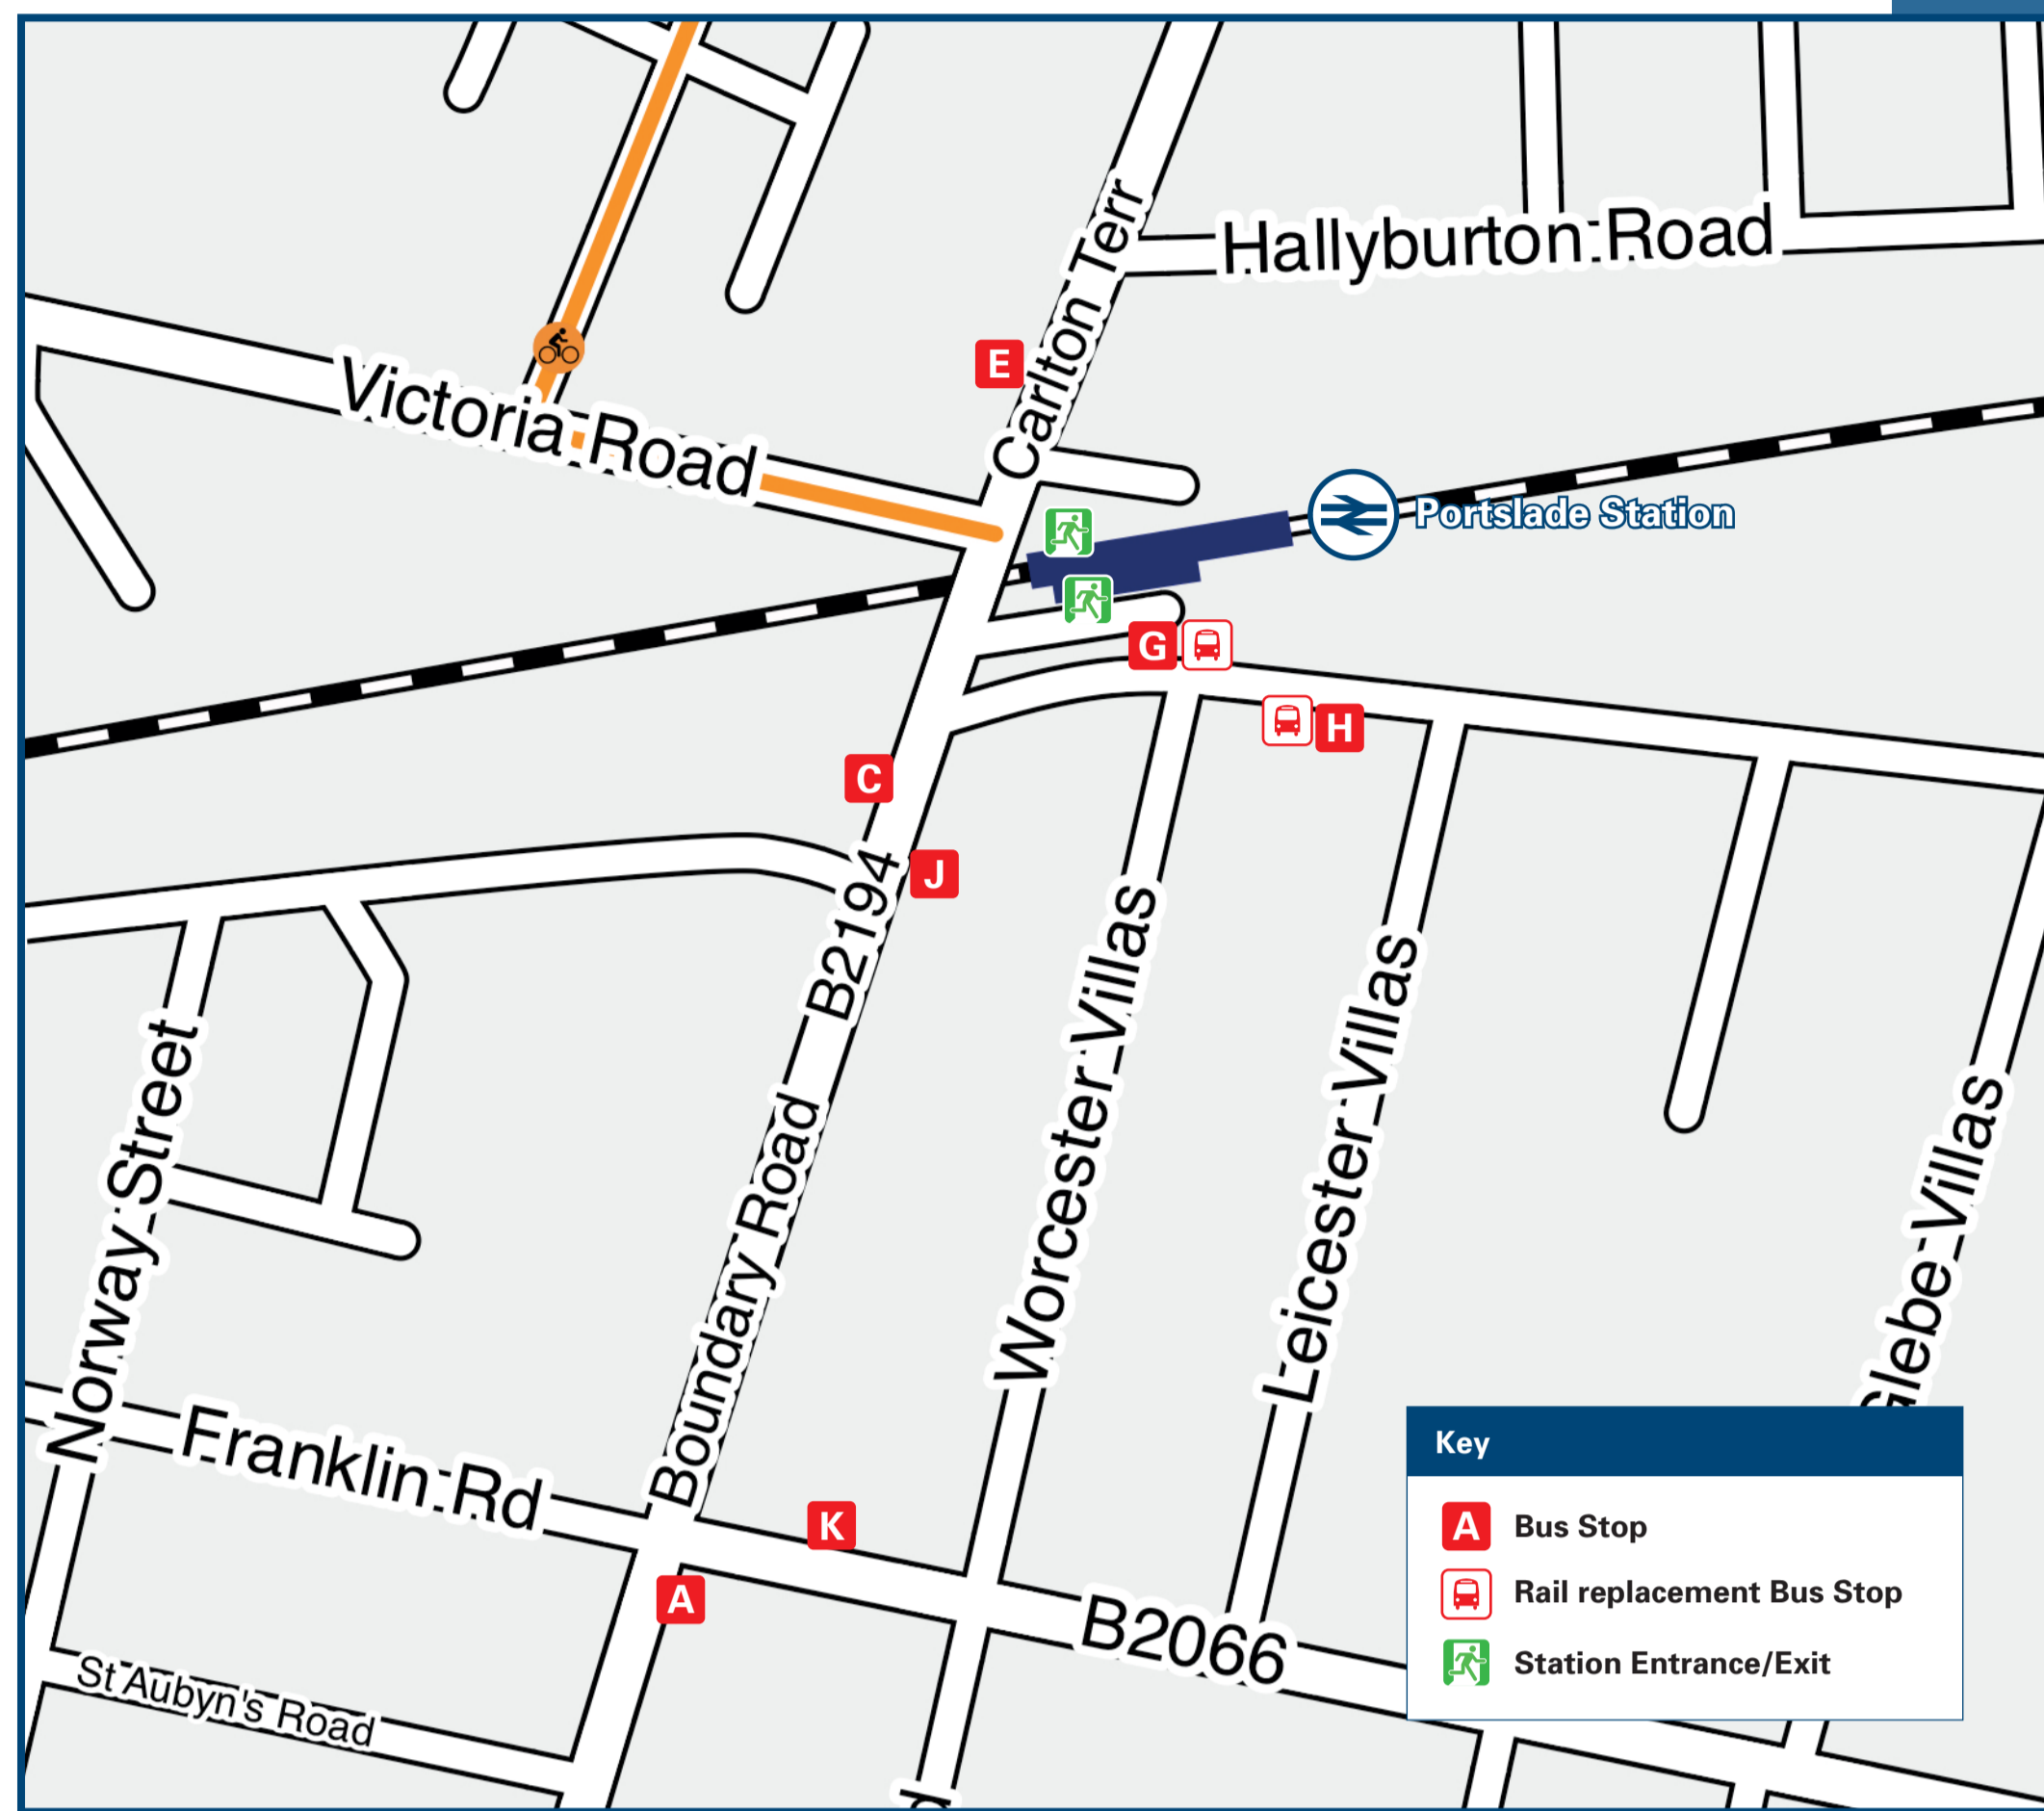 Hallyburton Road
Carlton Terr
E
Victoria Road
Portslade Station
G
H
C
J
B2194
Worcester Villas
Leicester Villas
Norway Street
Boundary Road
Glebe Villas
Franklin Rd
K
A
B2066
St Aubyn's Road
Key
A Bus Stop
Rail replacement Bus Stop
Station Entrance/Exit